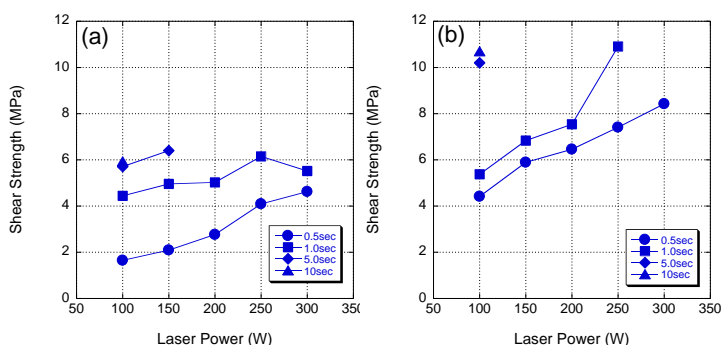 (a)
Shear Strength (MPa)
12
10
8
6
4
2
0
50 100 150 200 250 300 350
Laser Power (W)
0.5sec
1.0sec
5.0sec
10sec
(b)
Shear Strength (MPa)
12
10
8
6
4
2
0
50 100 150 200 250 300 350
Laser Power (W)
0.5sec
1.0sec
5.0sec
10sec